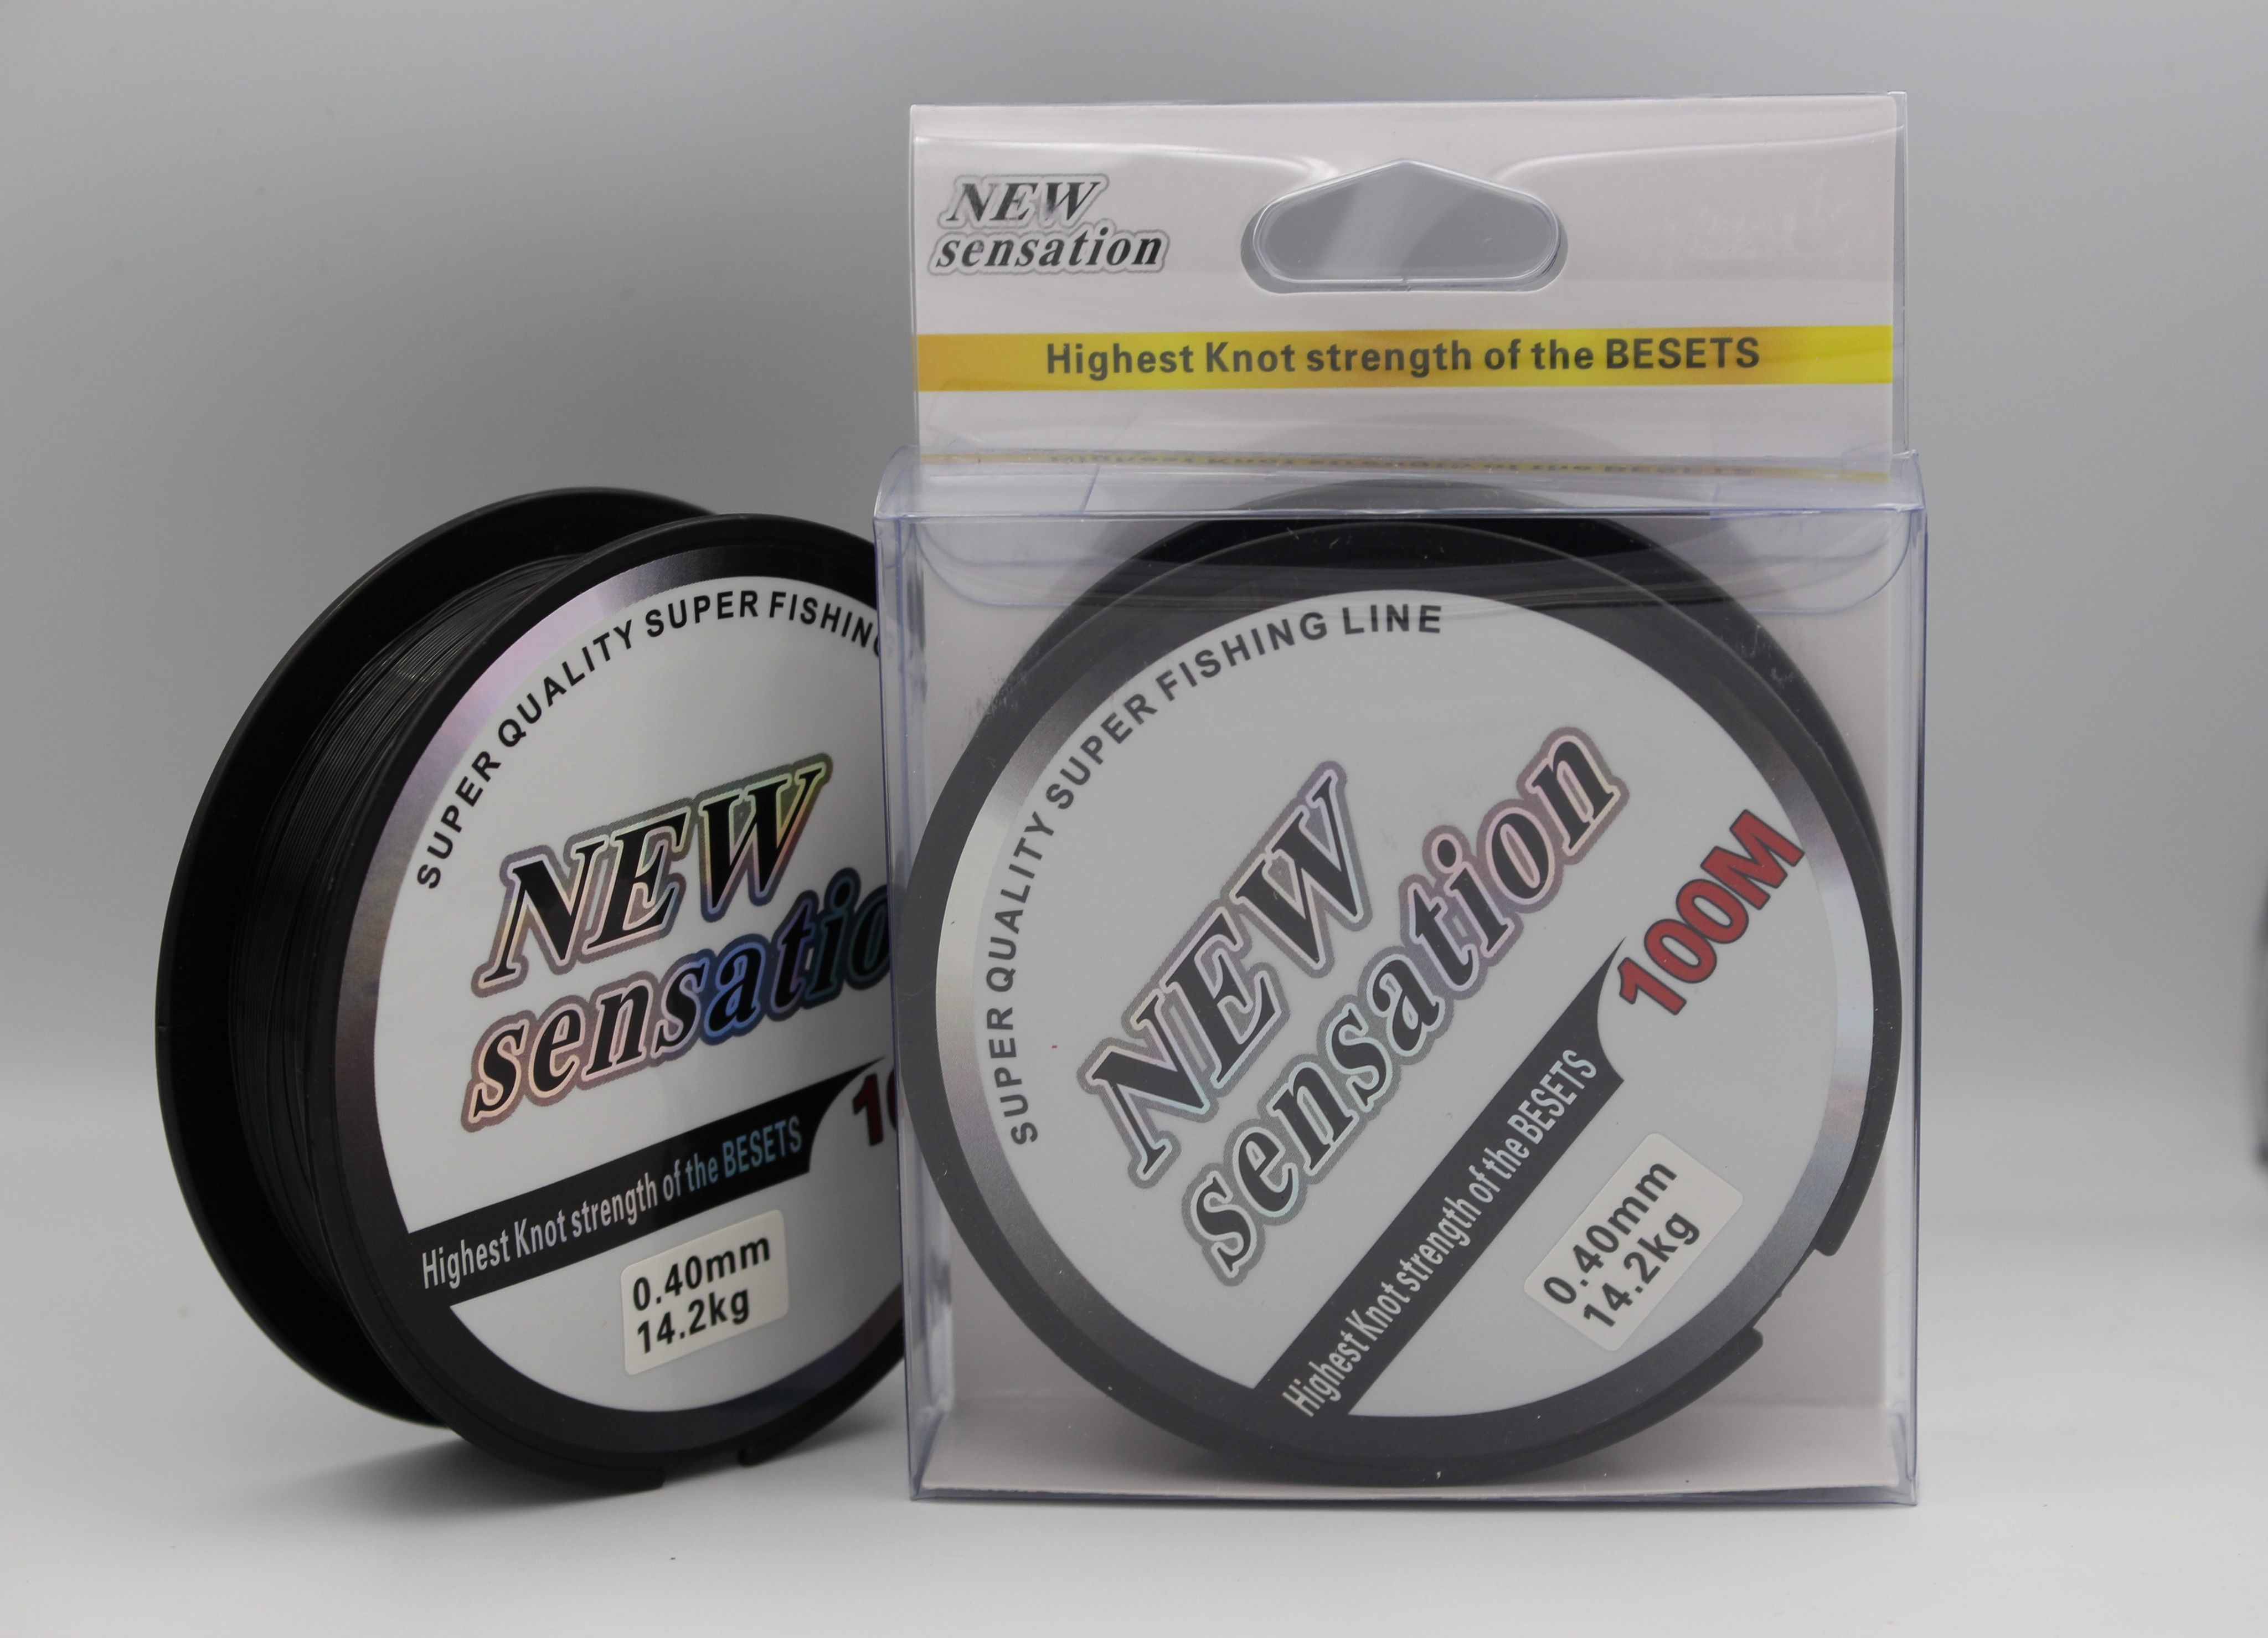 NEW
sensation
Highest Knot strength of the BESETS
SUPER QUALITY SUPER FISHING LINE
NEW
sensation
100M
Highest Knot strength of the BESETS
0.40mm
14.2kg
SUPER QUALITY SUPER FISHING
NEW
sensatio
10
Highest Knot strength of the BESETS
0.40mm
14.2kg